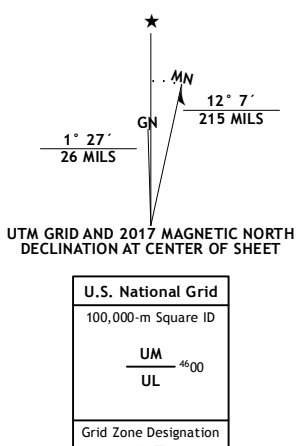 ★
MN
GN
12° 7´
215 MILS
1° 27´
26 MILS
UTM GRID AND 2017 MAGNETIC NORTH
DECLINATION AT CENTER OF SHEET
U.S. National Grid
100,000-m Square ID
UM
4600
UL
Grid Zone Designation